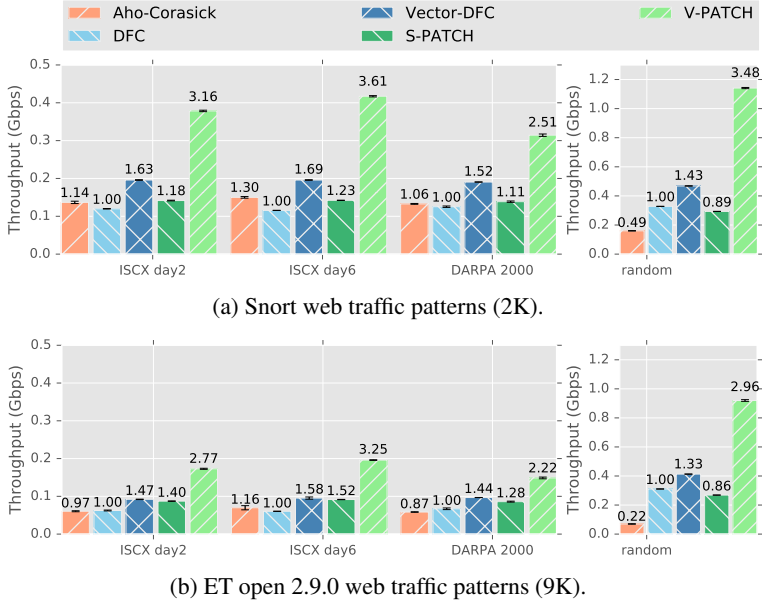 Aho-Corasick Vector-DFC V-PATCH
DFC S-PATCH
Throughput (Gbps)
0.5
0.4
0.3
0.2
0.1
0.0
1.14 1.00 1.63 1.18 3.16
1.30 1.00 1.69 1.23 3.61
1.06 1.00 1.52 1.11 2.51
ISCX day2 ISCX day6 DARPA 2000
Throughput (Gbps)
1.2
1.0
0.8
0.6
0.4
0.2
0.0
0.49 1.00 1.43 0.89 3.48
random
(a) Snort web traffic patterns (2K).
Throughput (Gbps)
0.5
0.4
0.3
0.2
0.1
0.0
0.97 1.00 1.47 1.40 2.77
1.16 1.00 1.58 1.52 3.25
0.87 1.00 1.44 1.28 2.22
ISCX day2 ISCX day6 DARPA 2000
Throughput (Gbps)
1.2
1.0
0.8
0.6
0.4
0.2
0.0
0.22 1.00 1.33 0.86 2.96
random
(b) ET open 2.9.0 web traffic patterns (9K).